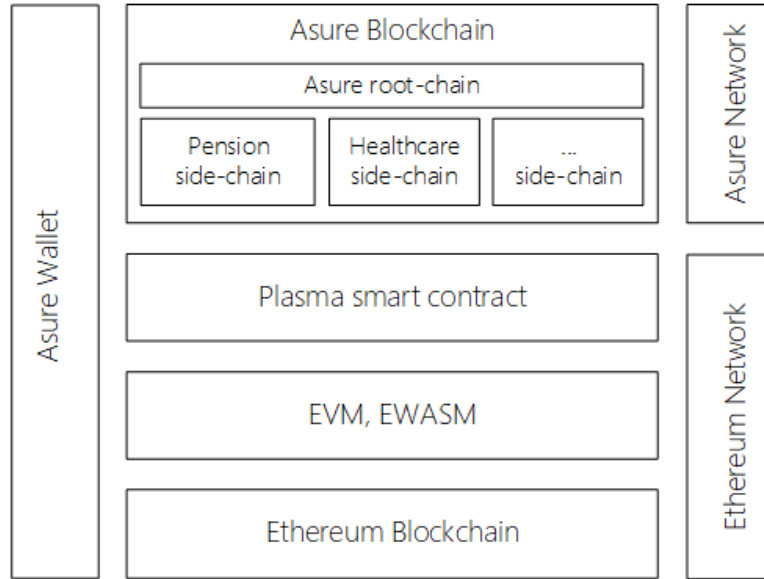 Asure Wallet
Asure Blockchain
Asure root-chain
Pension
side-chain
Healthcare
side-chain
...
side-chain
Asure Network
Plasma smart contract
EVM, EWASM
Ethereum Blockchain
Ethereum Network